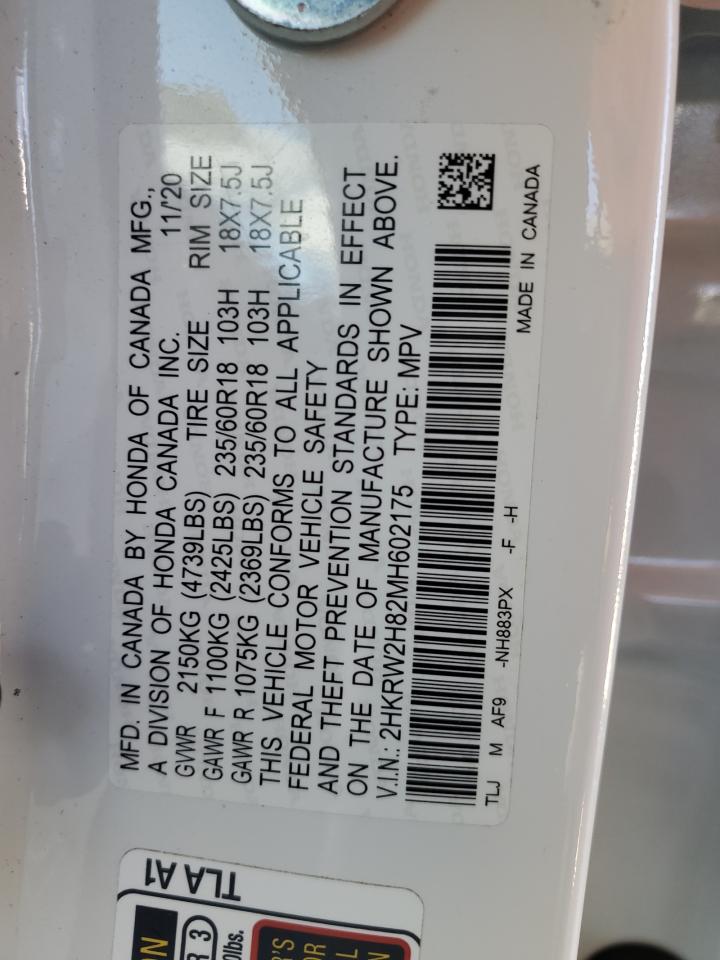 MFD. IN CANADA BY HONDA OF CANADA MFG.,
A DIVISION OF HONDA CANADA INC. 11/'20
GVWR 2150KG (4739LBS) TIRE SIZE RIM SIZE
GAWR F 1100KG (2425LBS) 235/60R18 103H 18X7.5J
GAWR R 1075KG (2369LBS) 235/60R18 103H 18X7.5J
THIS VEHICLE CONFORMS TO ALL APPLICABLE
FEDERAL MOTOR VEHICLE SAFETY
AND THEFT PREVENTION STANDARDS IN EFFECT
ON THE DATE OF MANUFACTURE SHOWN ABOVE.
V.I.N.: 2HKRW2H82MH602175 TYPE: MPV
TLJ M AF9 -NH883PX -F -H
MADE IN CANADA
TLA A1